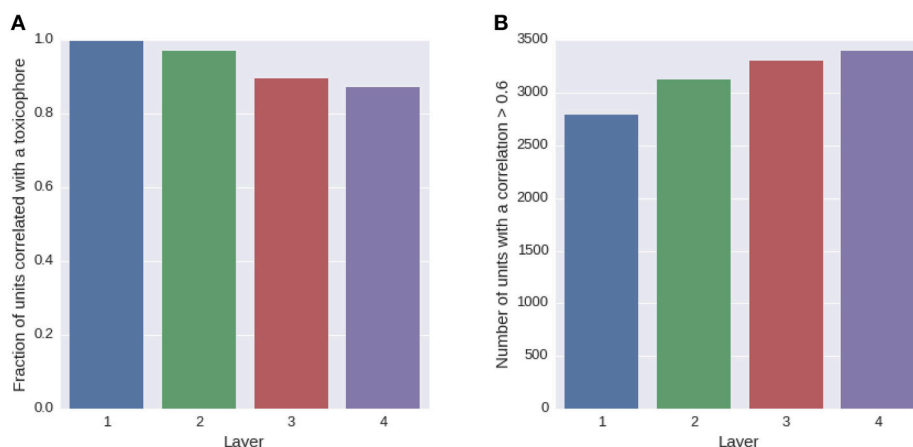 A
Fraction of units correlated with a toxicophore
1.0
0.8
0.6
0.4
0.2
0.0
1 2 3 4
Layer
B
Number of units with a correlation > 0.6
3500
3000
2500
2000
1500
1000
500
0
1 2 3 4
Layer